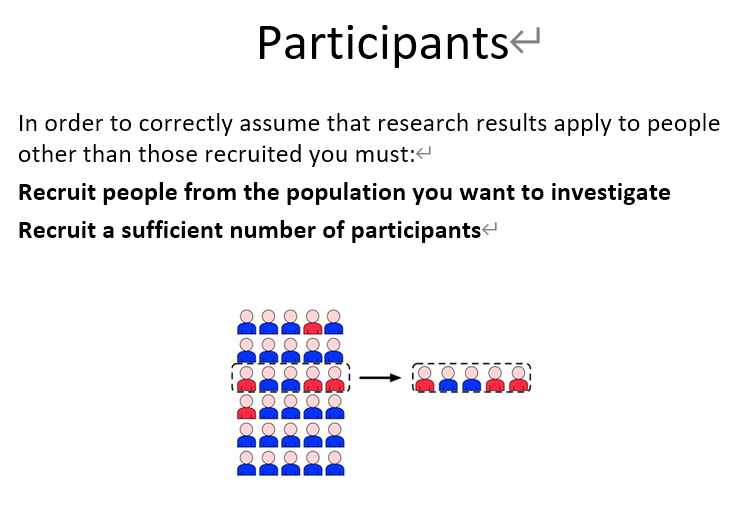 Participants↵
In order to correctly assume that research results apply to people
other than those recruited you must:↵
Recruit people from the population you want to investigate
Recruit a sufficient number of participants↵